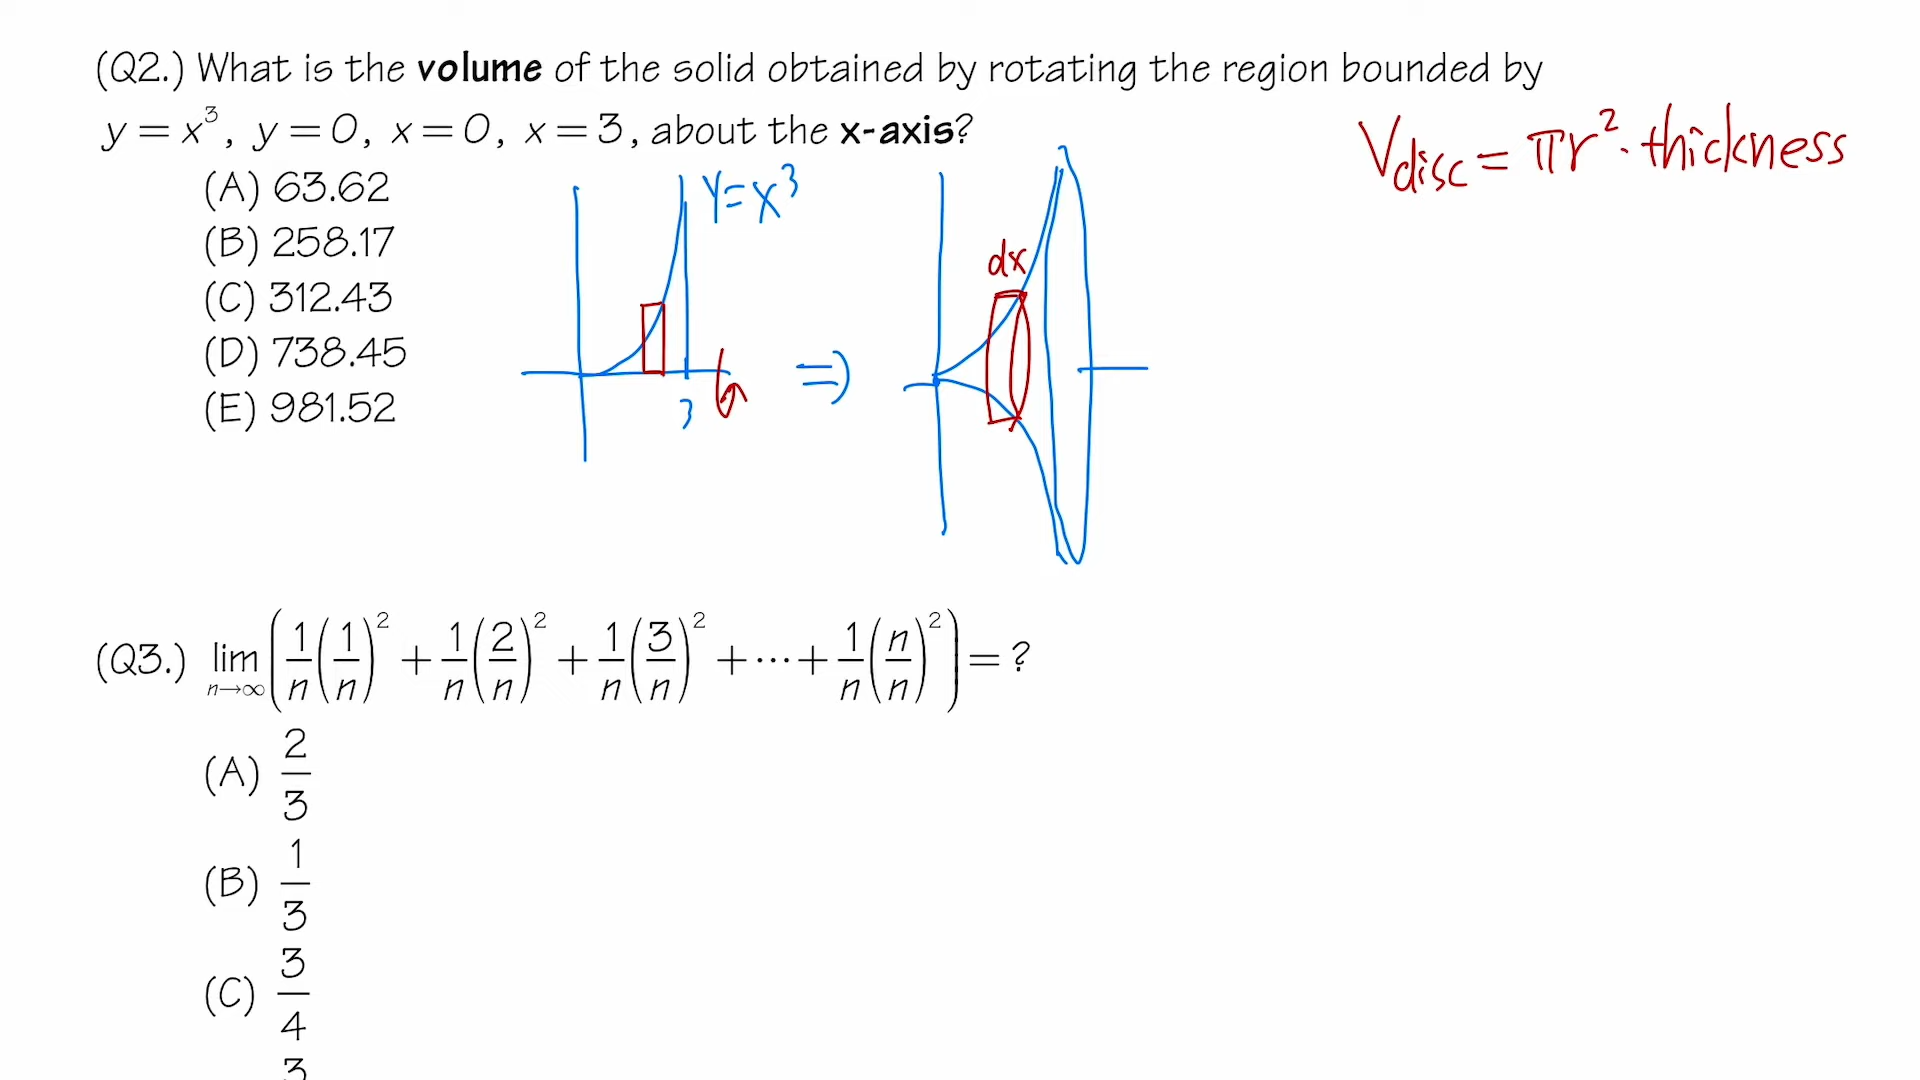 (Q2.) What is the volume of the solid obtained by rotating the region bounded by
y = x³, y = 0, x = 0, x = 3, about the x-axis?
(A) 63.62
(B) 258.17
(C) 312.43
(D) 738.45
(E) 981.52
y = x³
3
⇒
dx
V_disc = πr² · thickness
(Q3.) lim n→∞ (1/n (1/n)² + 1/n (2/n)² + 1/n (3/n)² + ⋯ + 1/n (n/n)²) = ?
(A) 2/3
(B) 1/3
(C) 3/4
3